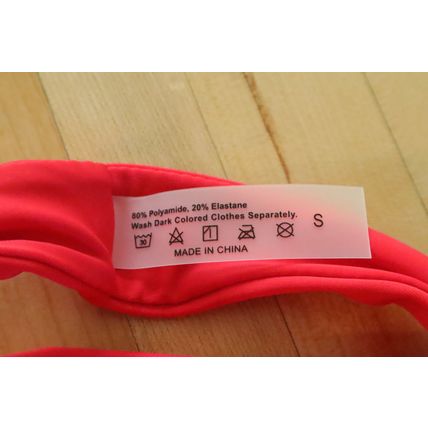 80% Polyamide, 20% Elastane
Wash Dark Colored Clothes Separately.
30 S
MADE IN CHINA